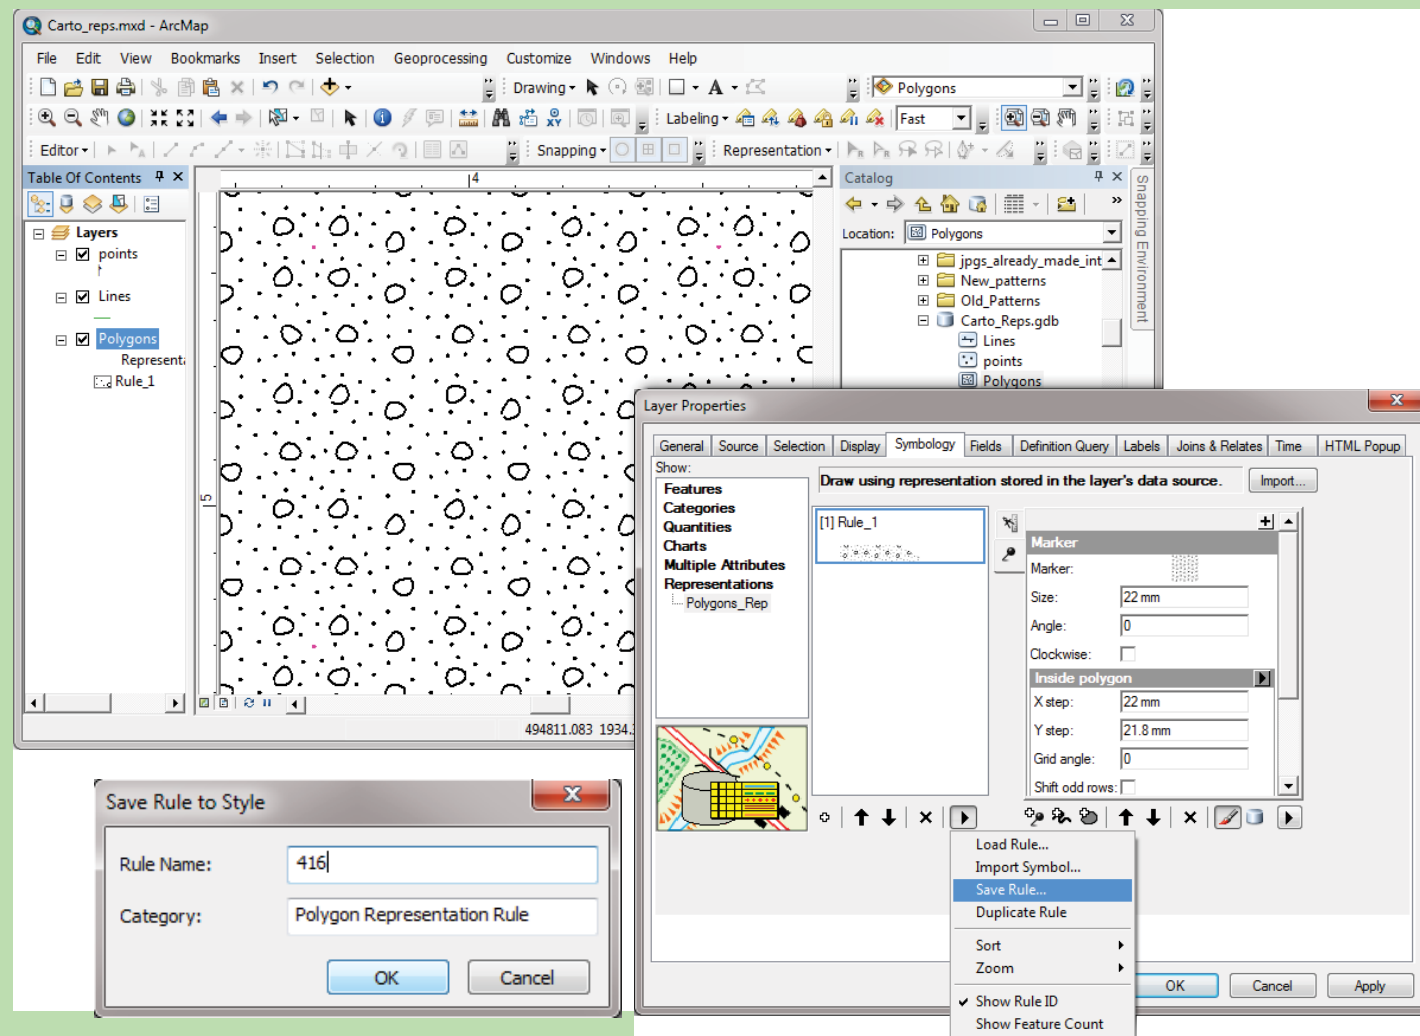 Carto_reps.mxd - ArcMap
File Edit View Bookmarks Insert Selection Geoprocessing Customize Windows Help
Drawing A Polygons
Labeling Fast
Editor Snapping Representation
Table Of Contents
Layers
points
Lines
Polygons
Represent
Rule_1
4
5
494811.083 1934.
Catalog
Location: Polygons
jpgs_already_made_int
New_patterns
Old_Patterns
Carto_Reps.gdb
Lines
points
Polygons
Snapping Environment
Layer Properties
General Source Selection Display Symbology Fields Definition Query Labels Joins & Relates Time HTML Popup
Show:
Features
Categories
Quantities
Charts
Multiple Attributes
Representations
Polygons_Rep
Draw using representation stored in the layer's data source. Import...
[1] Rule_1
Marker
Marker:
Size: 22 mm
Angle: 0
Clockwise:
Inside polygon
X step: 22 mm
Y step: 21.8 mm
Grid angle: 0
Shift odd rows:
Load Rule...
Import Symbol...
Save Rule...
Duplicate Rule
Sort
Zoom
Show Rule ID
Show Feature Count
OK Cancel Apply
Save Rule to Style
Rule Name: 416
Category: Polygon Representation Rule
OK Cancel